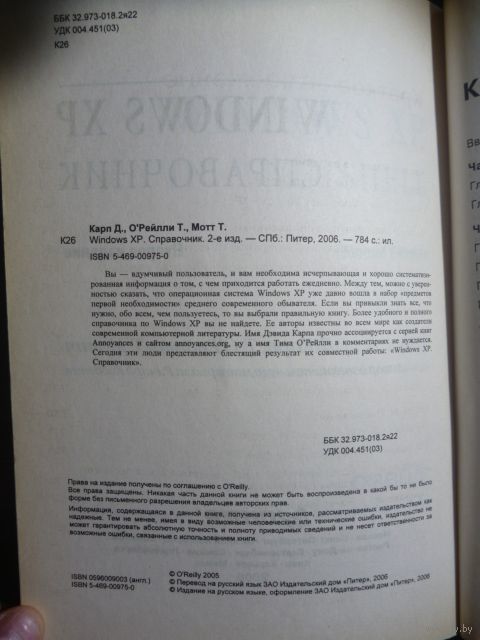 ББК 32.973-018.2я22
УДК 004.451(03)
К26
WINDOWS XP
СПРАВОЧНИК
Карп Д., О'Рейлли Т., Мотт Т.
К26 Windows XP. Справочник. 2-е изд. — СПб.: Питер, 2006. — 784 с.: ил.
ISBN 5-469-00975-0
Вы — вдумчивый пользователь, и вам необходима исчерпывающая и хорошо систематизи-
рованная информация о том, с чем приходится работать ежедневно. Между тем, можно с уве-
ренностью сказать, что операционная система Windows XP уже давно вошла в набор «предметов
первой необходимости» среднего современного обывателя. Если вы привыкли знать все, что
нужно, обо всем, чем пользуетесь, то вы выбрали правильную книгу. Более удобного и полного
справочника по Windows XP вы не найдете. Ее авторы известны во всем мире как создатели
современной компьютерной литературы. Имя Дэвида Карпа прочно ассоциируется с серией книг
Annoyances и сайтом annoyances.org, ну а имя Тима О'Рейлли в комментариях не нуждается.
Сегодня эти люди представляют блестящий результат их совместной работы: «Windows XP.
Справочник».
ББК 32.973-018.2я22
УДК 004.451(03)
Права на издание получены по соглашению с O'Reilly.
Все права защищены. Никакая часть данной книги не может быть воспроизведена в какой бы то ни было
форме без письменного разрешения владельцев авторских прав.
Информация, содержащаяся в данной книге, получена из источников, рассматриваемых издательством как
надежные. Тем не менее, имея в виду возможные человеческие или технические ошибки, издательство не
может гарантировать абсолютную точность и полноту приводимых сведений и не несет ответственности за
возможные ошибки, связанные с использованием книги.
ISBN 0596009003 (англ.)
ISBN 5-469-00975-0
© O'Reilly 2005
© Перевод на русский язык ЗАО Издательский дом «Питер», 2006
© Издание на русском языке, оформление ЗАО Издательский дом «Питер», 2006